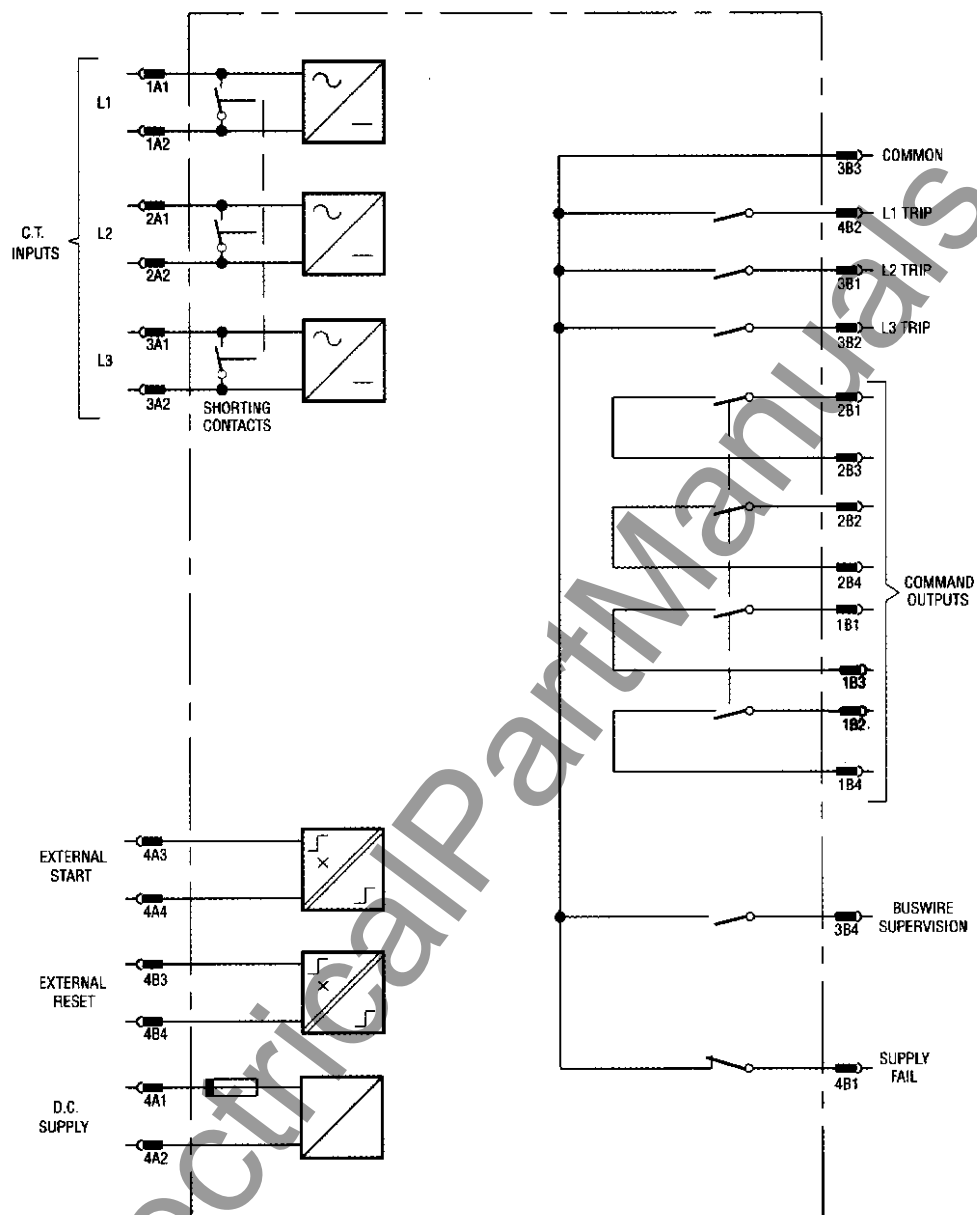 1A1
L1
1A2
2A1
C.T.
INPUTS
L2
2A2
3A1
L3
3A2
SHORTING
CONTACTS
EXTERNAL
START
4A3
4A4
EXTERNAL
RESET
4B3
4B4
D.C.
SUPPLY
4A1
4A2
COMMON
3B3
L1 TRIP
4B2
L2 TRIP
3B1
L3 TRIP
3B2
2B1
2B3
2B2
2B4
COMMAND
OUTPUTS
1B1
1B3
1B2
1B4
BUSWIRE
SUPERVISION
3B4
SUPPLY
FAIL
4B1
ectricalPartManuals